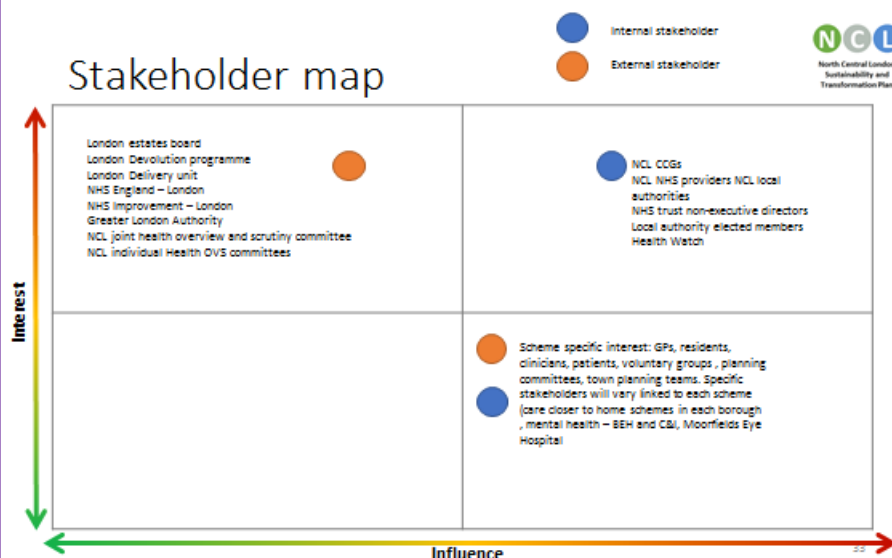 Internal stakeholder
External stakeholder
N C L
North Central London
Sustainability and
Transformation Plan
Stakeholder map
London estates board
London Devolution programme
London Delivery unit
NHS England – London
NHS Improvement – London
Greater London Authority
NCL joint health overview and scrutiny committee
NCL individual Health OVS committees
NCL CCGs
NCL NHS providers NCL local
authorities
NHS trust non-executive directors
Local authority elected members
Health Watch
Interest
Scheme specific interest: GPs, residents,
clinicians, patients, voluntary groups , planning
committees, town planning teams. Specific
stakeholders will vary linked to each scheme
(care closer to home schemes in each borough
, mental health – BEH and C&I, Moorfields Eye
Hospital
Influence
33